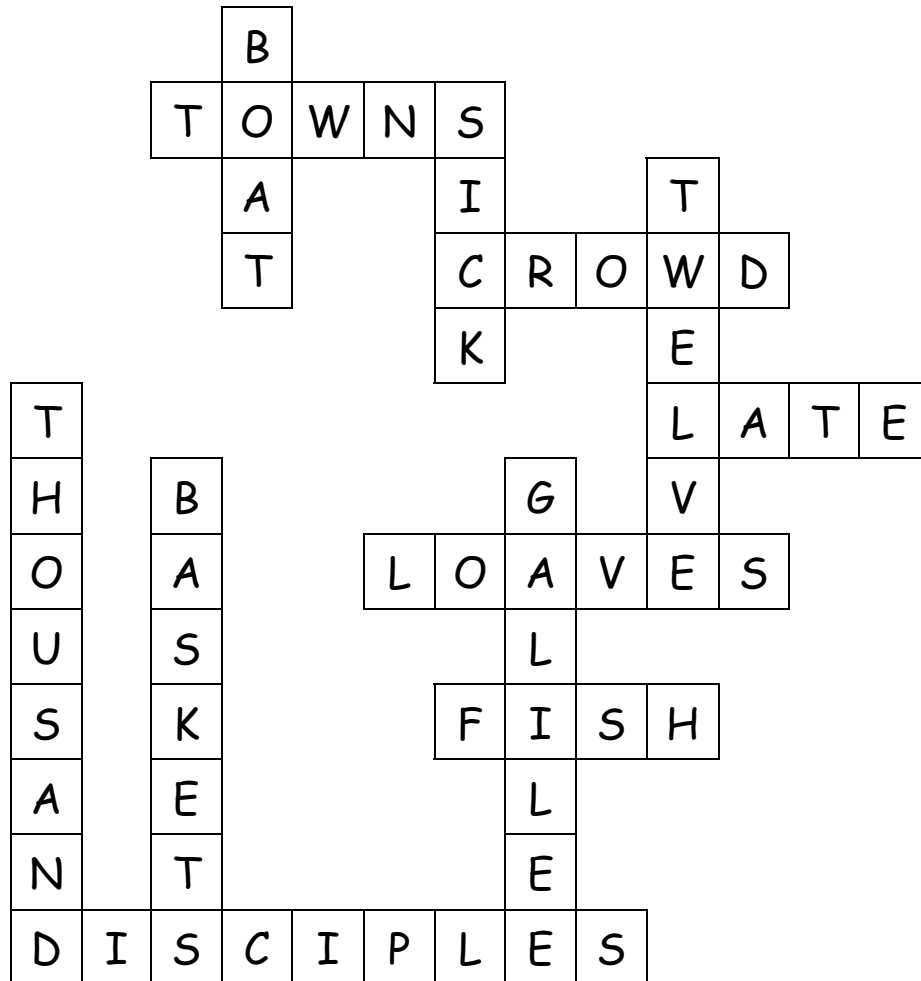 B
TOWNS
A I T
T CROWD
K E
T LATE
H B G V
O A LOAVES
U S L
S K FISH
A E L
N T E
DISCIPLES